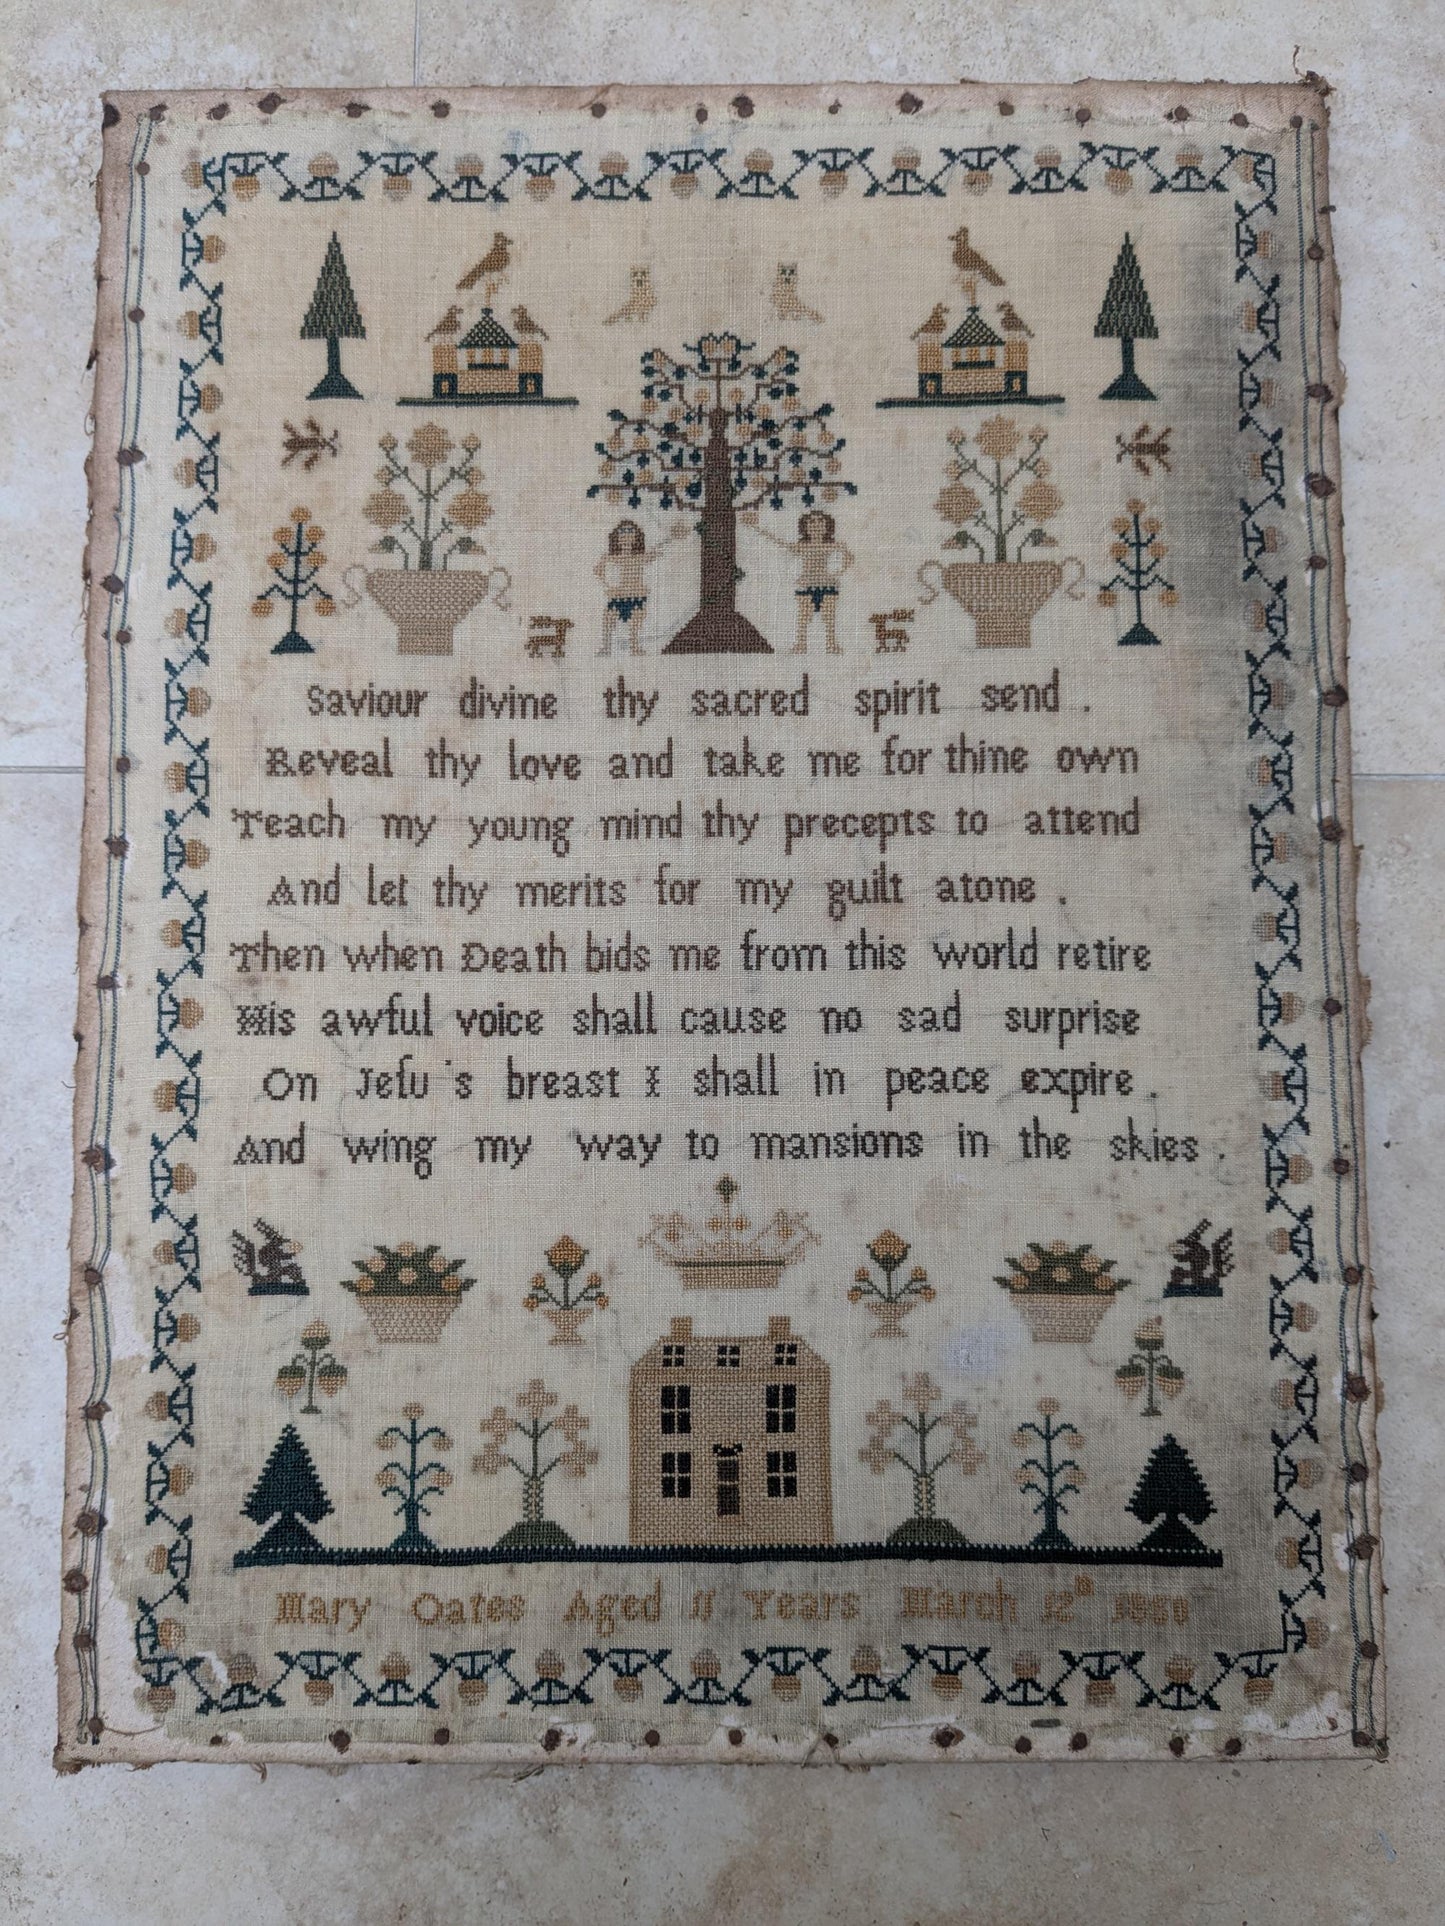 Saviour divine thy sacred spirit send .
Reveal thy love and take me for thine own
Teach my young mind thy precepts to attend
And let thy merits for my guilt atone .
Then when Death bids me from this world retire
His awful voice shall cause no sad surprise
On Jeſu's breast I shall in peace expire .
And wing my way to mansions in the skies .
Mary Oates Aged 11 Years March 12